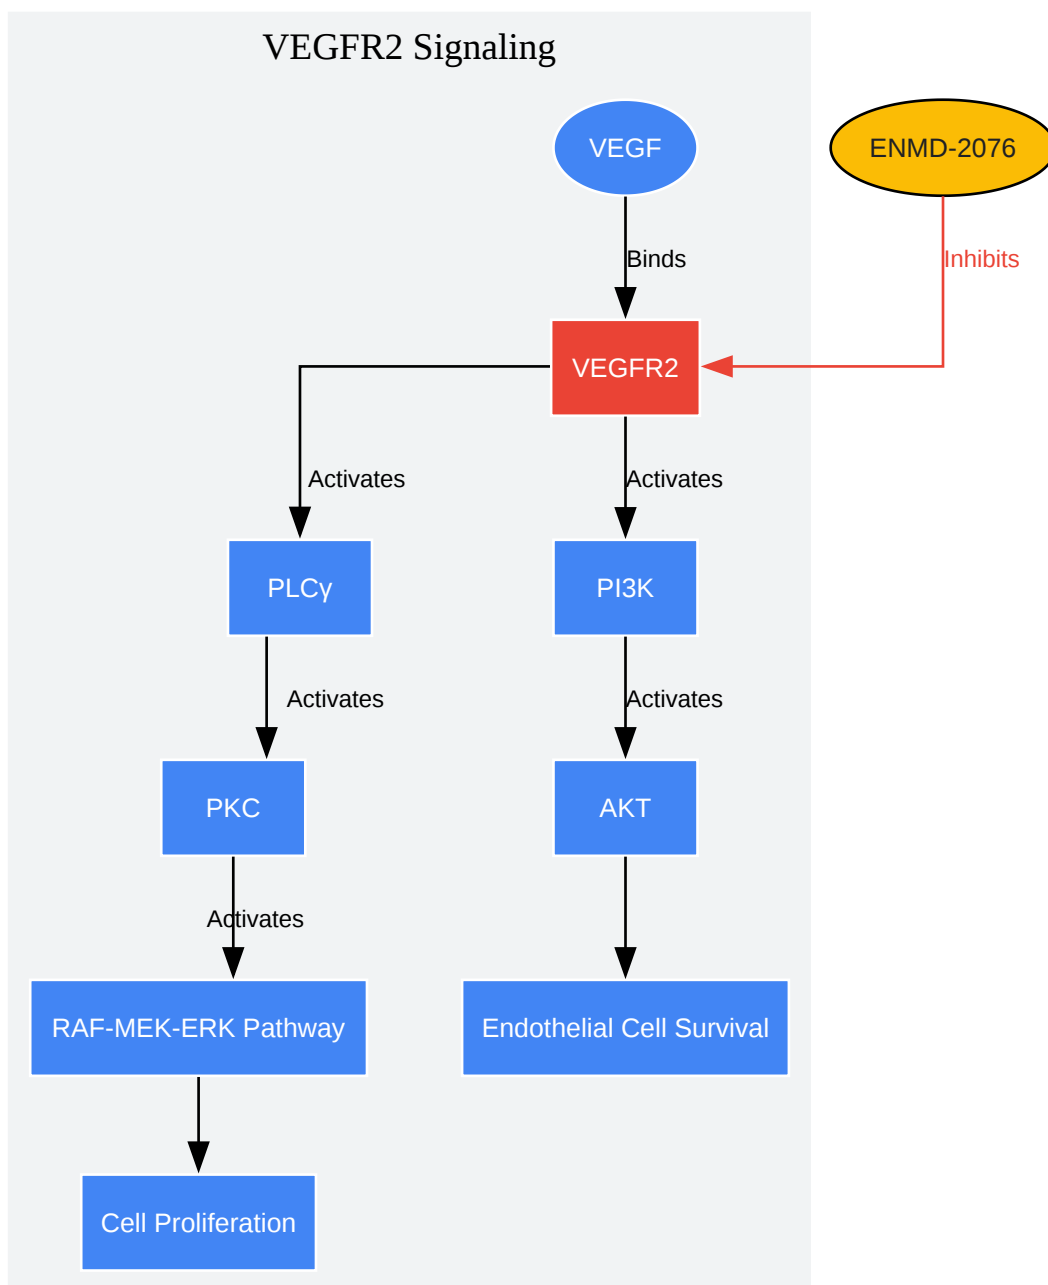 VEGFR2 Signaling
VEGF
ENMD-2076
Binds
Inhibits
VEGFR2
Activates
Activates
PLCγ
PI3K
Activates
Activates
PKC
AKT
Activates
RAF-MEK-ERK Pathway
Endothelial Cell Survival
Cell Proliferation